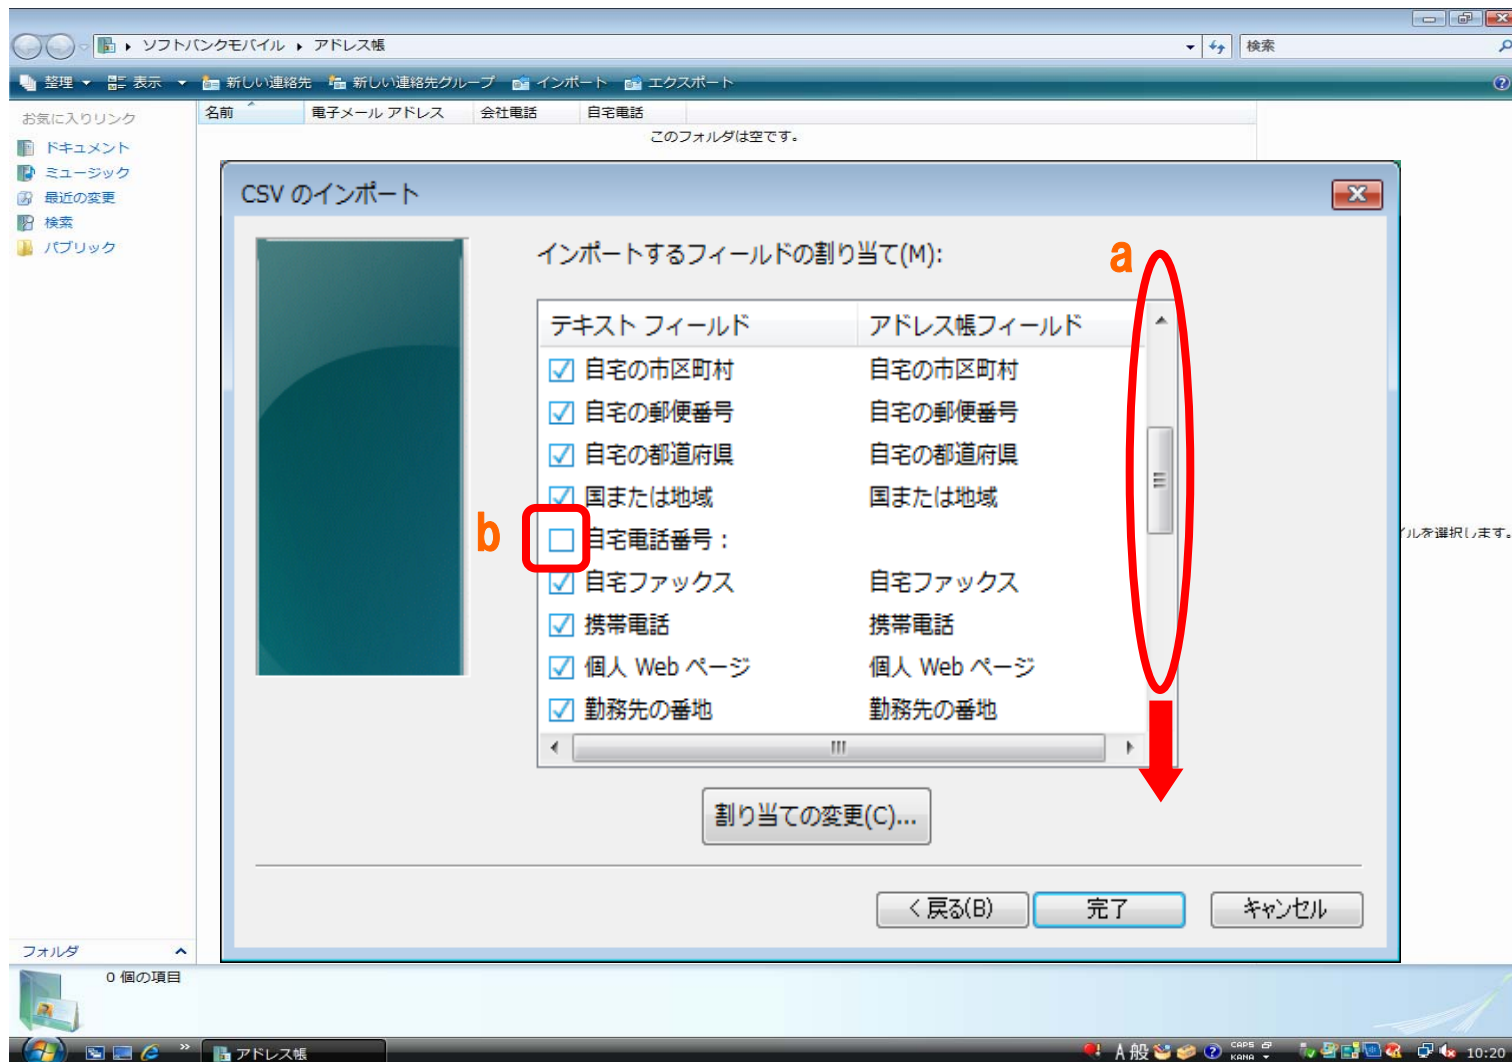 ソフトバンクモバイル ▸ アドレス帳
検索
整理 表示 新しい連絡先 新しい連絡先グループ インポート エクスポート
お気に入りリンク
ドキュメント
ミュージック
最近の変更
検索
パブリック
名前 電子メール アドレス 会社電話 自宅電話
このフォルダは空です。
CSV のインポート
インポートするフィールドの割り当て(M):
a
テキスト フィールド アドレス帳フィールド
自宅の市区町村 自宅の市区町村
自宅の郵便番号 自宅の郵便番号
自宅の都道府県 自宅の都道府県
国または地域 国または地域
b
自宅電話番号：
自宅ファックス 自宅ファックス
携帯電話 携帯電話
個人 Web ページ 個人 Web ページ
勤務先の番地 勤務先の番地
ルを選択します。
割り当ての変更(C)...
< 戻る(B) 完了 キャンセル
フォルダ
0 個の項目
アドレス帳
A 般 CAPS KANA 10:20